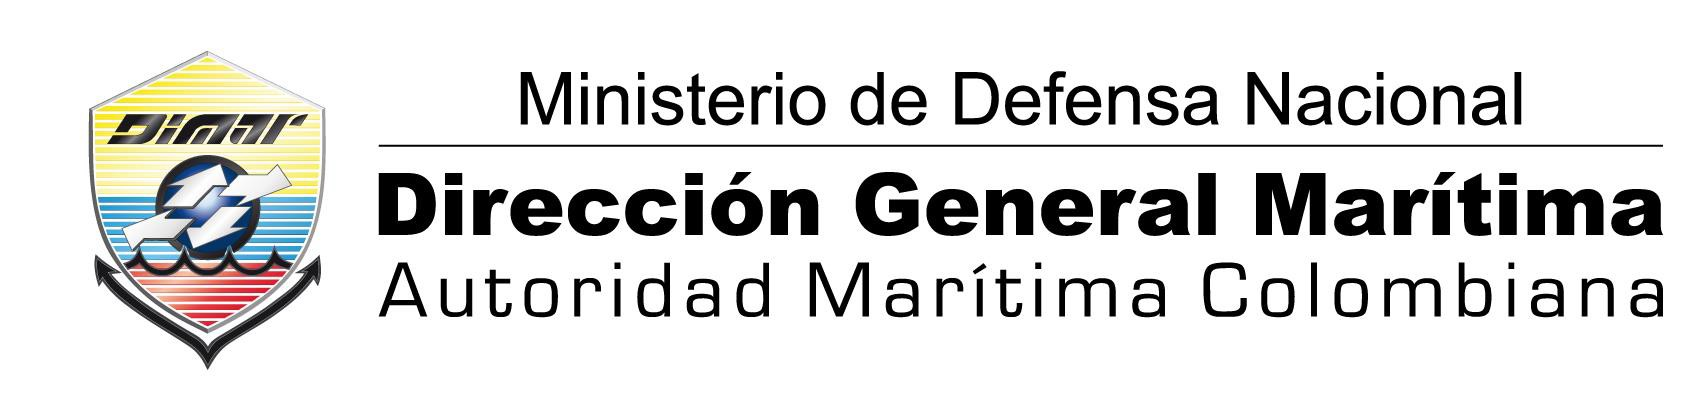 Dimar
Ministerio de Defensa Nacional
Dirección General Marítima
Autoridad Marítima Colombiana